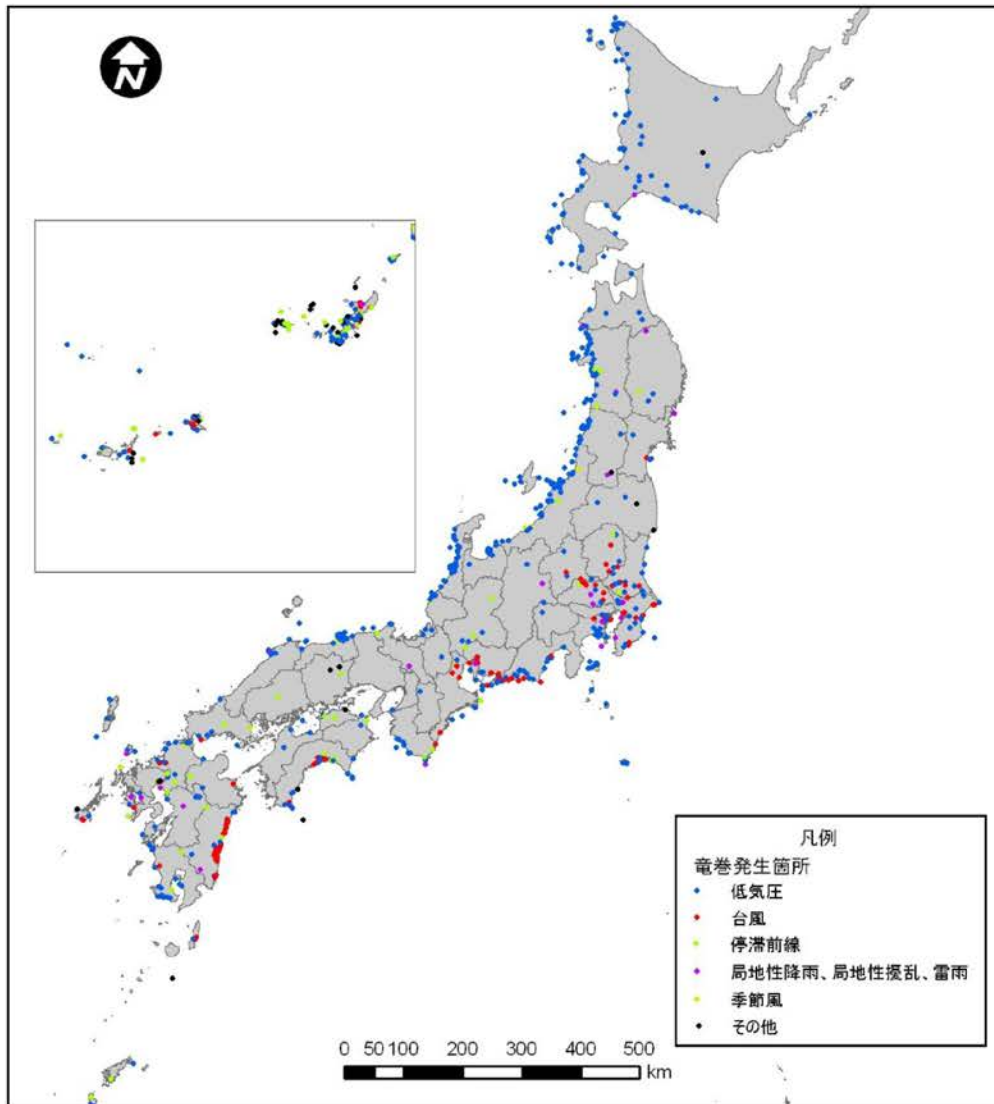 N
凡例
竜巻発生箇所
低気圧
台風
停滞前線
局地性降雨、局地性擾乱、雷雨
季節風
その他
0 50 100 200 300 400 500
km